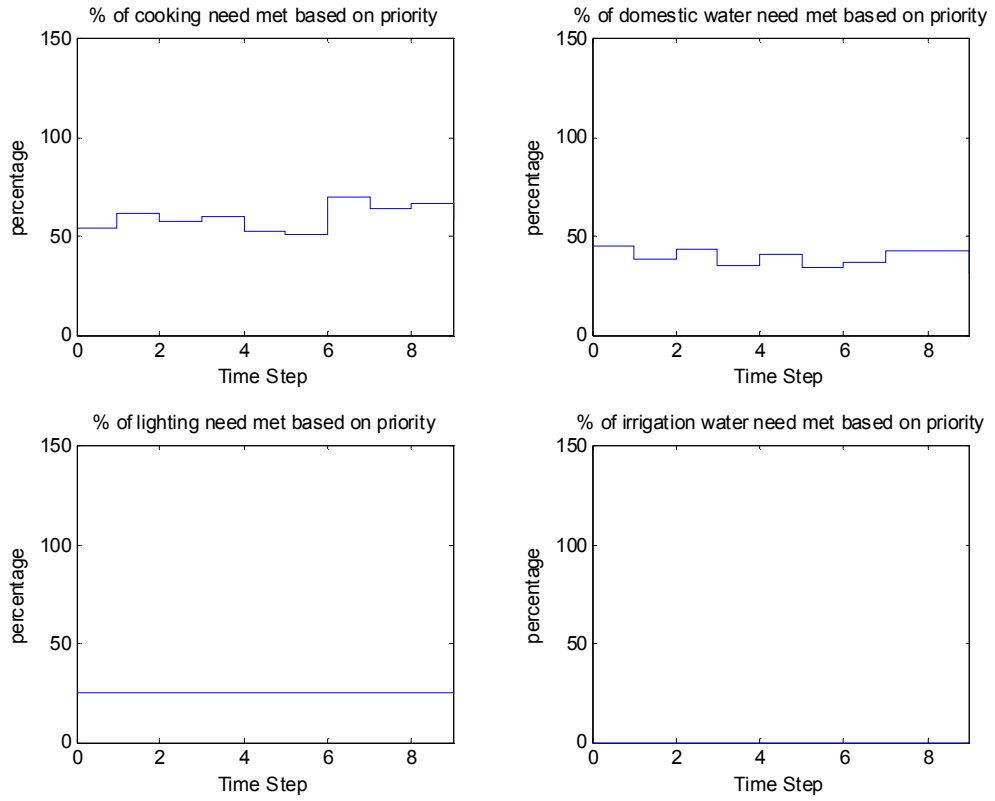 % of cooking need met based on priority
150
100
50
0
percentage
0 2 4 6 8
Time Step
% of domestic water need met based on priority
150
100
50
0
percentage
0 2 4 6 8
Time Step
% of lighting need met based on priority
150
100
50
0
percentage
0 2 4 6 8
Time Step
% of irrigation water need met based on priority
150
100
50
0
percentage
0 2 4 6 8
Time Step